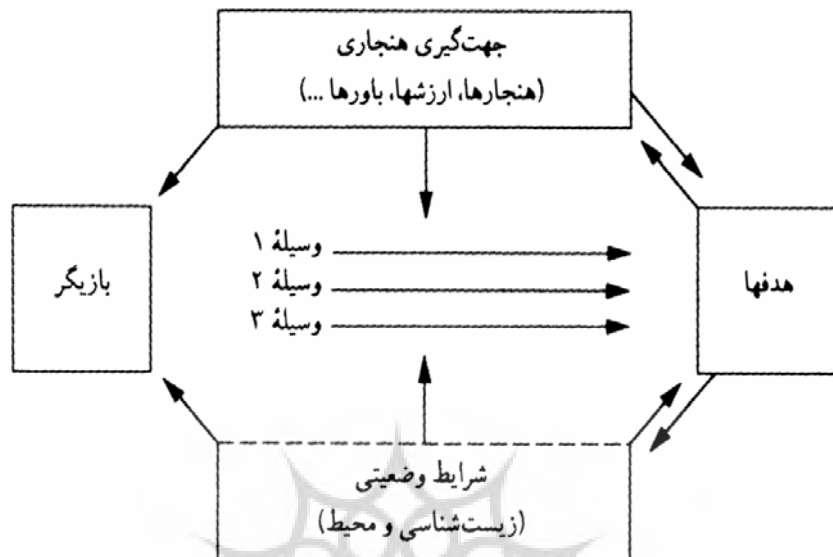 جهت‌گیری هنجاری
(هنجارها، ارزشها، باورها ...)
بازیگر
وسیلهٔ ۱
وسیلهٔ ۲
وسیلهٔ ۳
هدفها
شرایط وضعیتی
(زیست‌شناسی و محیط)